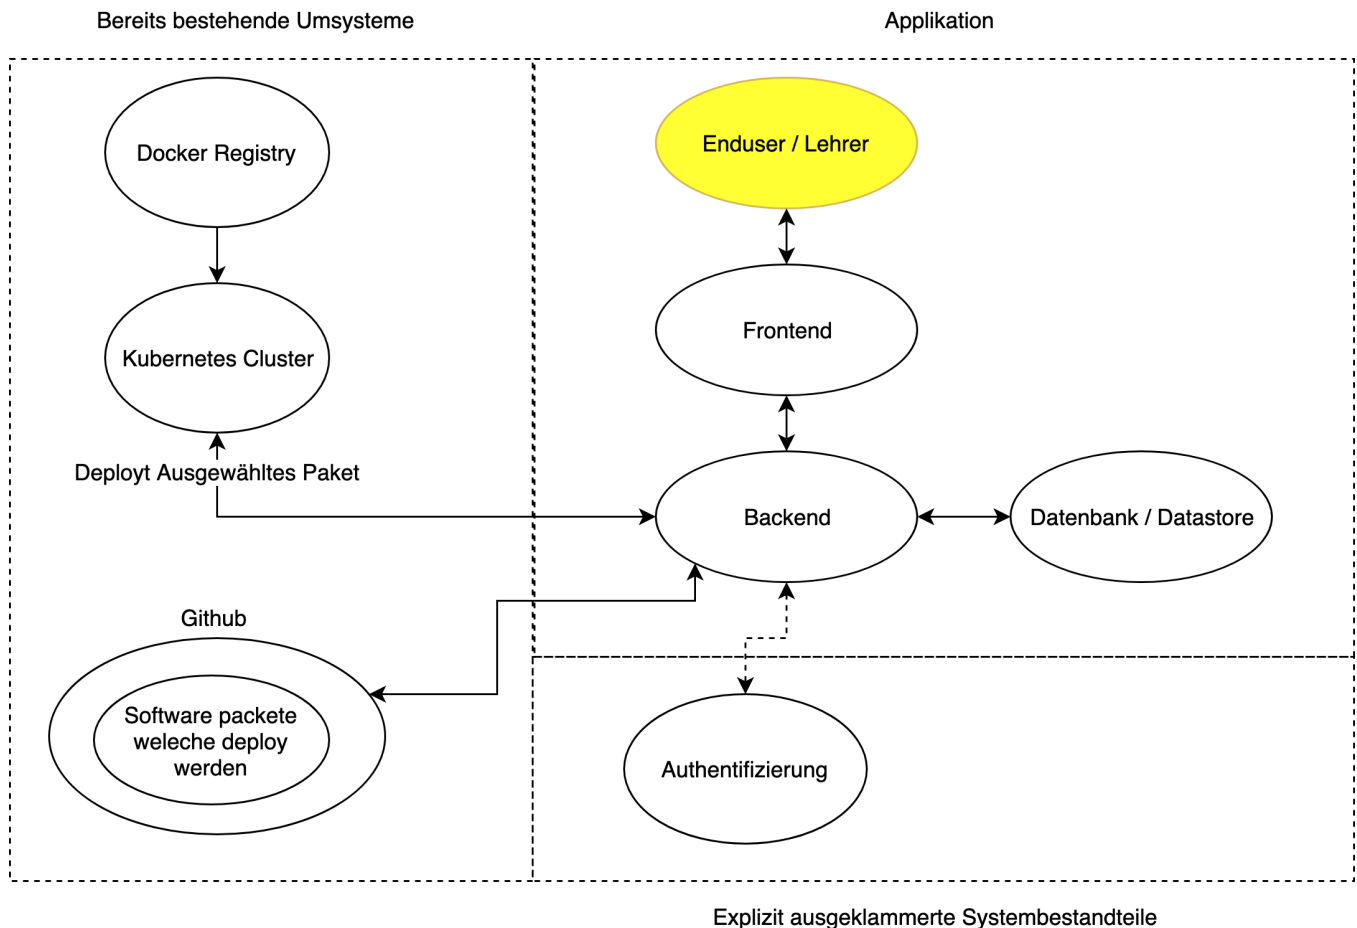 Bereits bestehende Umsysteme
Applikation
Docker Registry
Enduser / Lehrer
Kubernetes Cluster
Frontend
Deployt Ausgewähltes Paket
Backend
Datenbank / Datastore
Github
Software packete
weleche deploy
werden
Authentifizierung
Explizit ausgeklammerte Systembestandteile